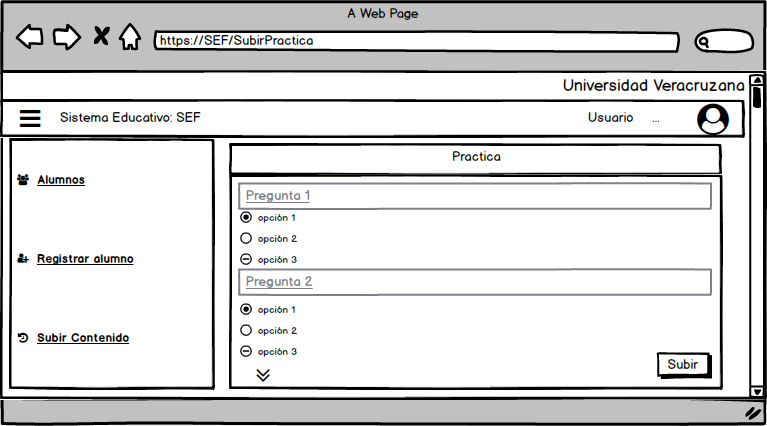 A Web Page
https://SEF/SubirPractica
Universidad Veracruzana
Sistema Educativo: SEF
Usuario ...
Alumnos
Registrar alumno
Subir Contenido
Practica
Pregunta 1
opción 1
opción 2
opción 3
Pregunta 2
opción 1
opción 2
opción 3
Subir